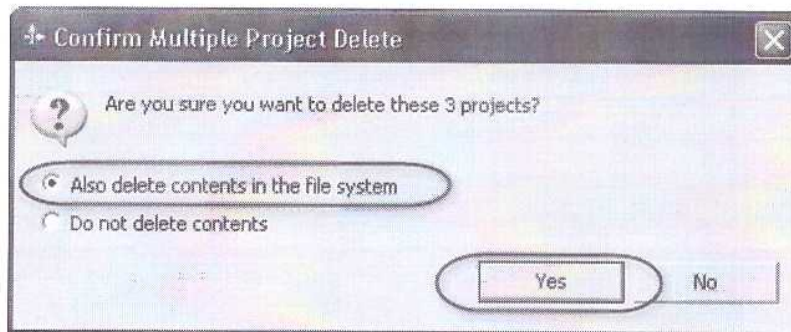 Confirm Multiple Project Delete
Are you sure you want to delete these 3 projects?
Also delete contents in the file system
Do not delete contents
Yes No